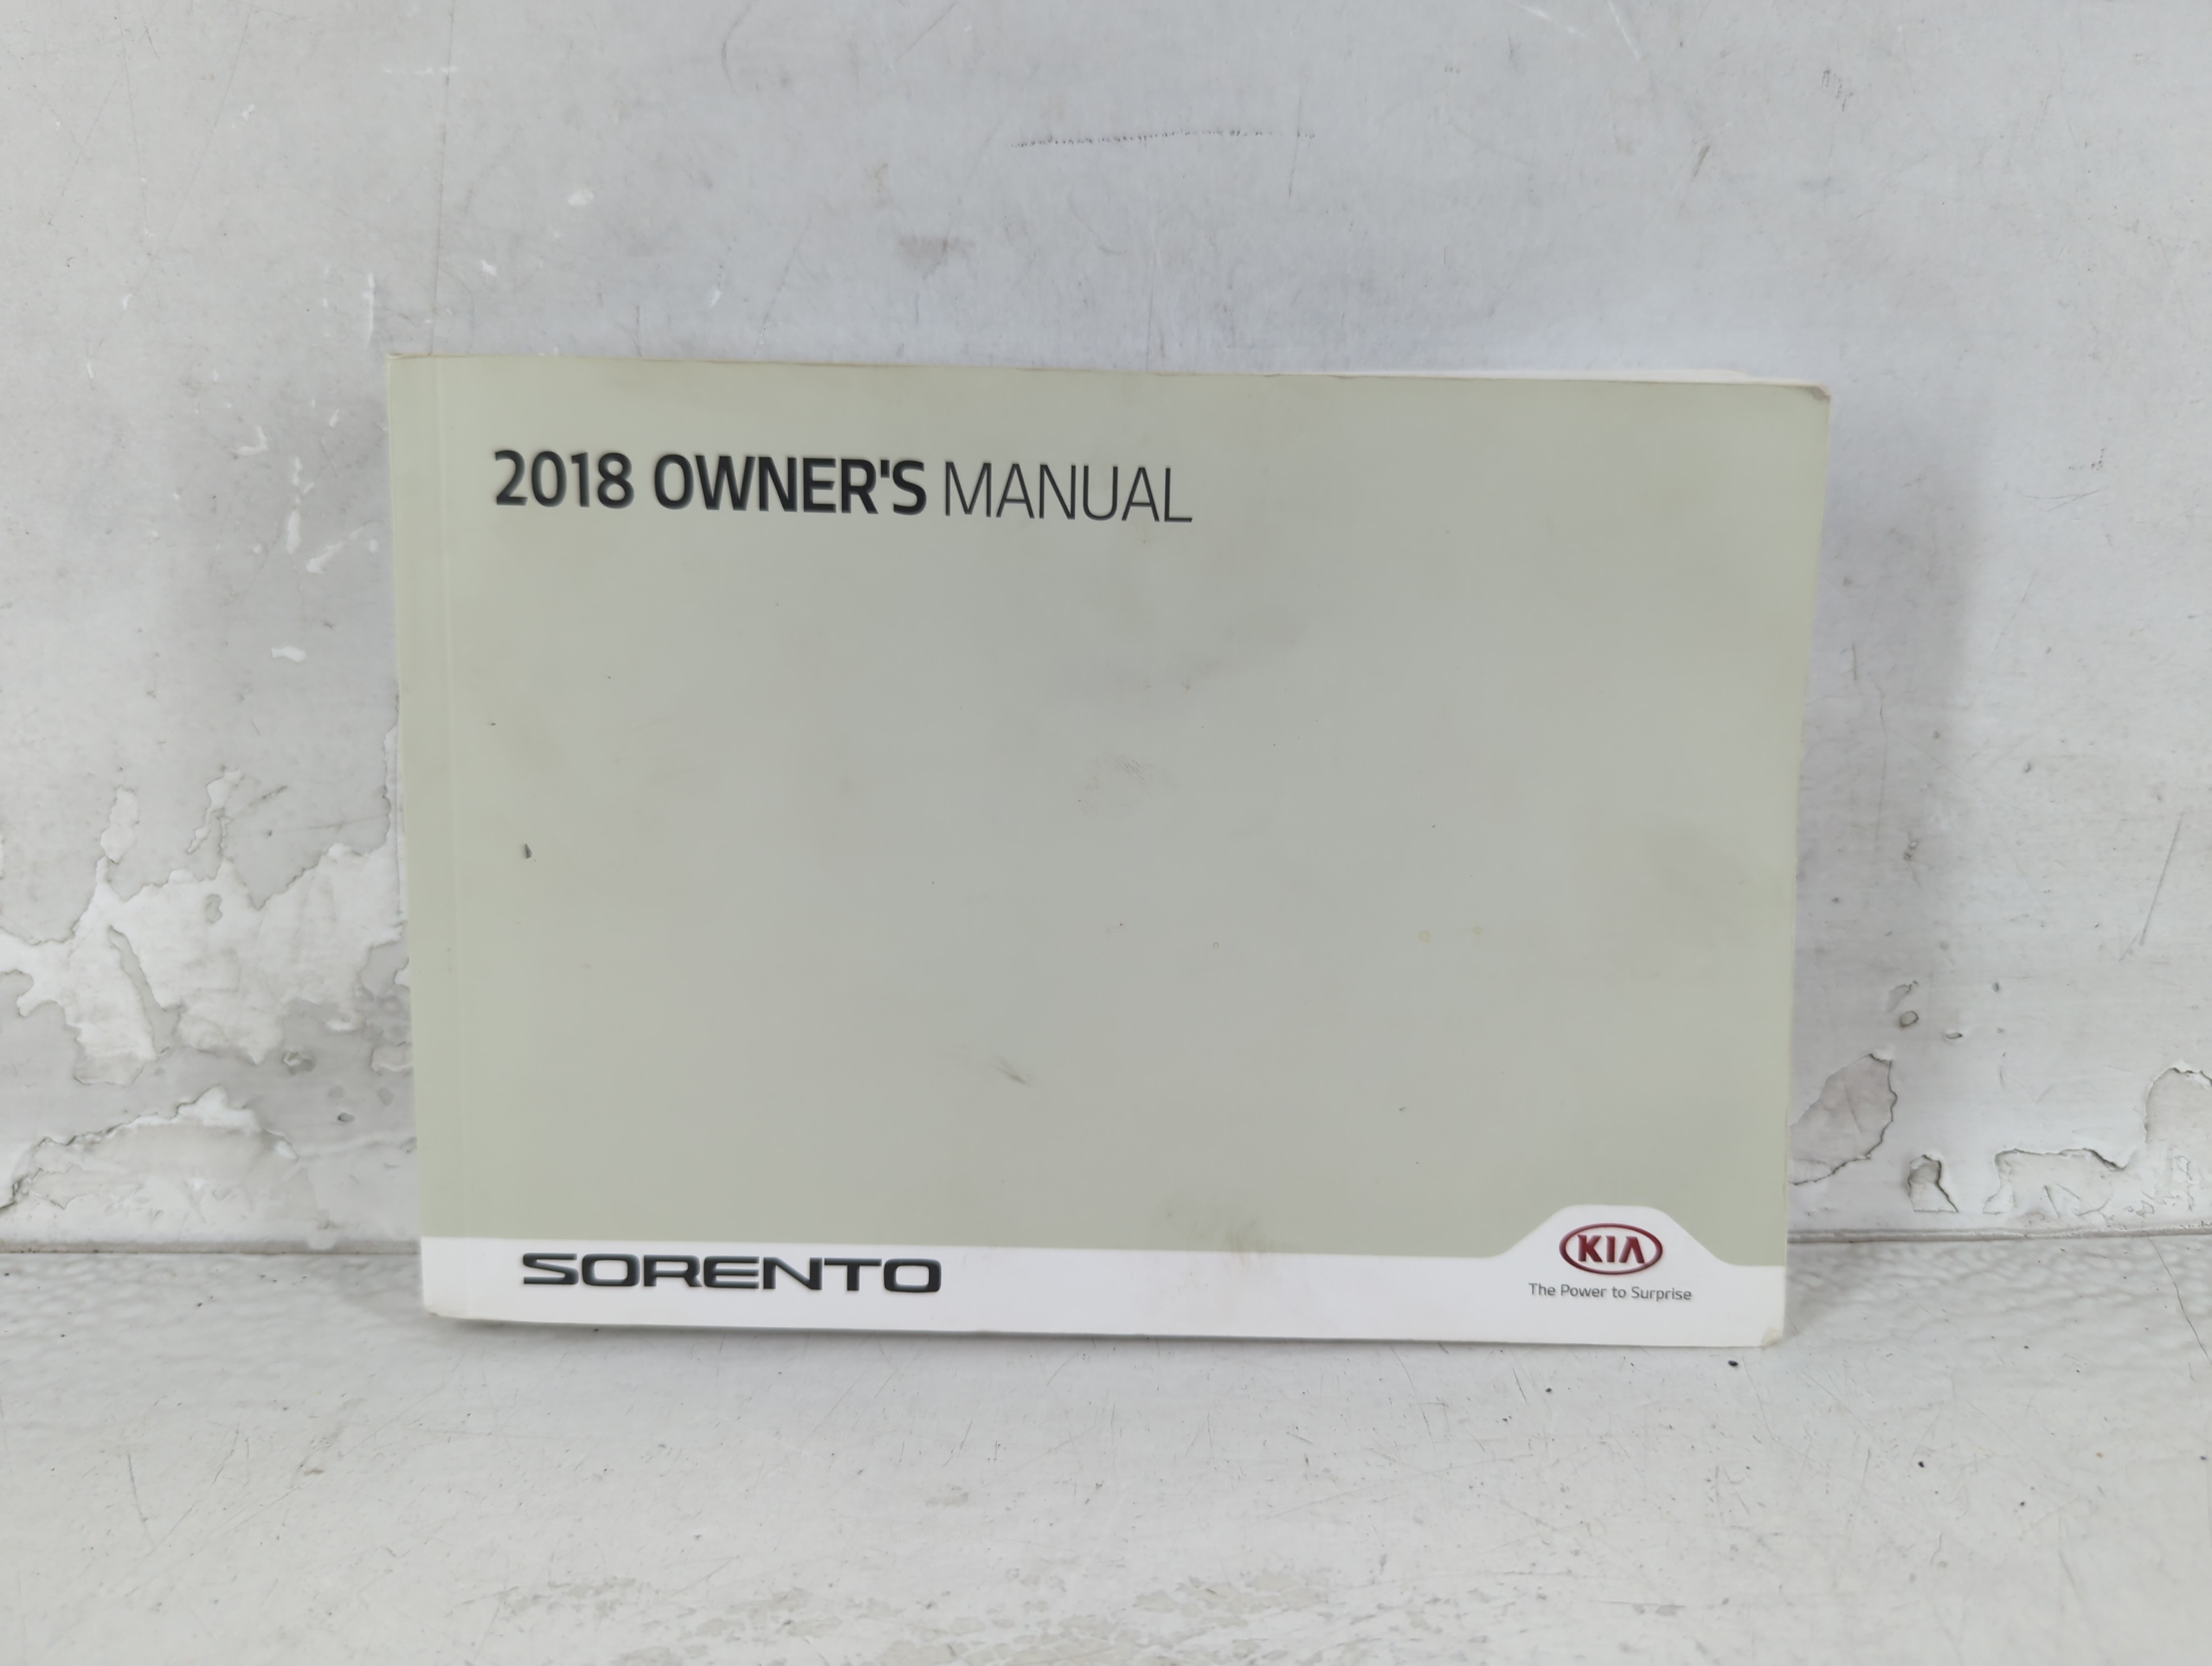 2018 OWNER'S MANUAL
SORENTO
KIA
The Power to Surprise